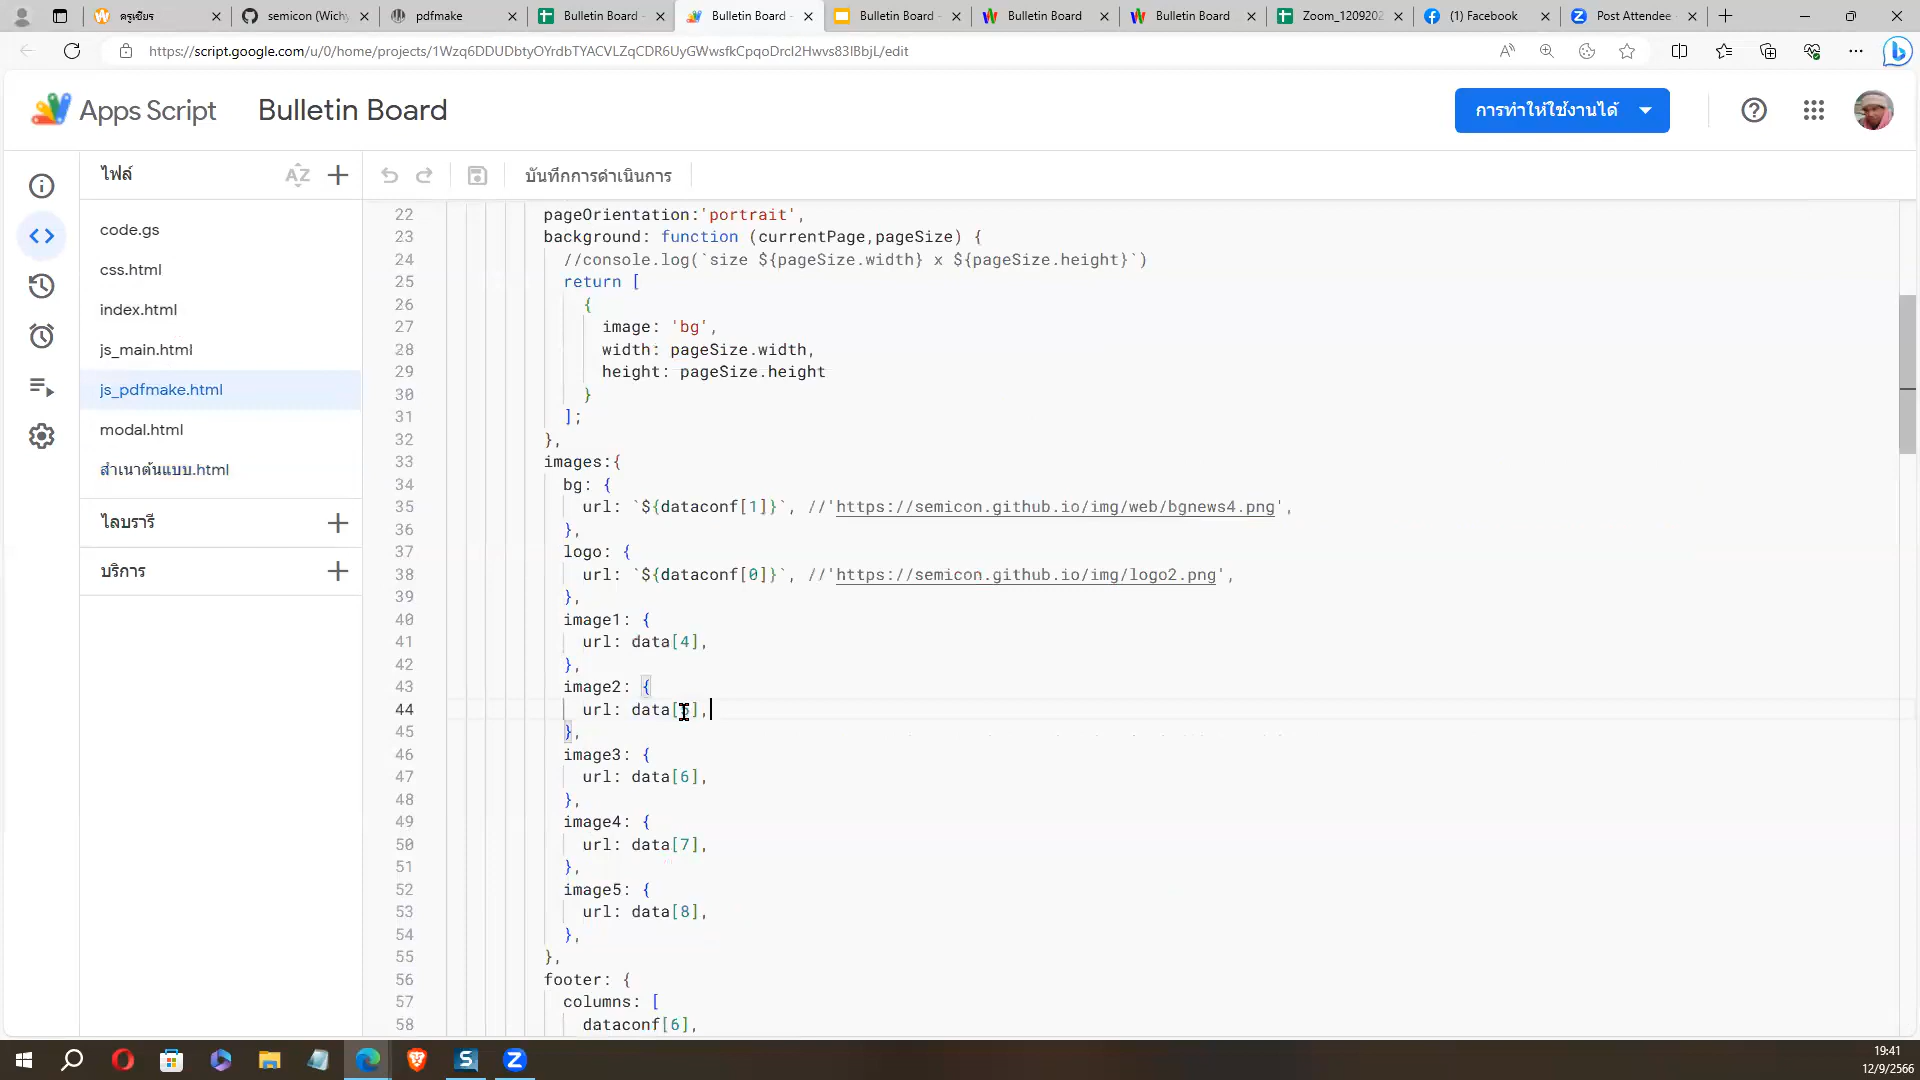 ครูเชียร
semicon (Wichy
pdfmake
Bulletin Board -
Bulletin Board -
Bulletin Board -
Bulletin Board
Bulletin Board
Zoom_1209202
(1) Facebook
Post Attendee
https://script.google.com/u/0/home/projects/1Wzq6DDUDbtyOYrdbTYACVLZqCDR6UyGWwsfkCpqoDrcl2Hwvs83lBbjL/edit
Apps Script
Bulletin Board
การทำให้ใช้งานได้
ไฟล์
AZ
บันทึกการดำเนินการ
code.gs
css.html
index.html
js_main.html
js_pdfmake.html
modal.html
สำเนาต้นแบบ.html
ไลบรารี
บริการ
22 pageOrientation:'portrait',
23 background: function (currentPage,pageSize) {
24 //console.log(`size ${pageSize.width} x ${pageSize.height}`)
25 return [
26 {
27 image: 'bg',
28 width: pageSize.width,
29 height: pageSize.height
30 }
31 ];
32 },
33 images:{
34 bg: {
35 url: `${dataconf[1]}`, //'https://semicon.github.io/img/web/bgnews4.png',
36 },
37 logo: {
38 url: `${dataconf[0]}`, //'https://semicon.github.io/img/logo2.png',
39 },
40 image1: {
41 url: data[4],
42 },
43 image2: {
44 url: data[5],
45 },
46 image3: {
47 url: data[6],
48 },
49 image4: {
50 url: data[7],
51 },
52 image5: {
53 url: data[8],
54 },
55 },
56 footer: {
57 columns: [
58 dataconf[6],
19:41
12/9/2566